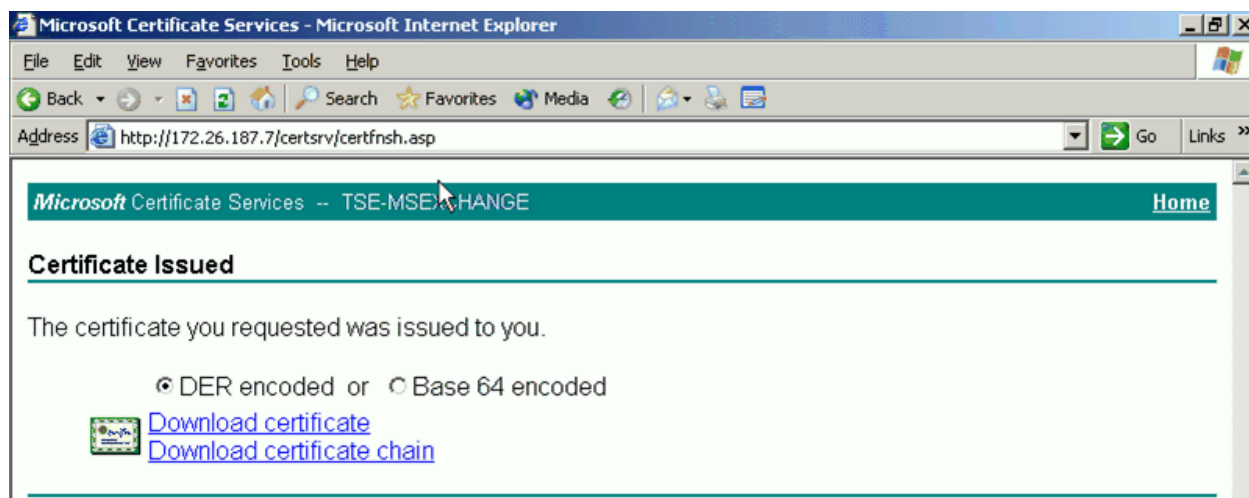 Microsoft Certificate Services - Microsoft Internet Explorer
File Edit View Favorites Tools Help
Back Search Favorites Media
Address http://172.26.187.7/certsrv/certfnsh.asp Go Links »
Microsoft Certificate Services -- TSE-MSEXCHANGE Home
Certificate Issued
The certificate you requested was issued to you.
DER encoded or Base 64 encoded
Download certificate
Download certificate chain